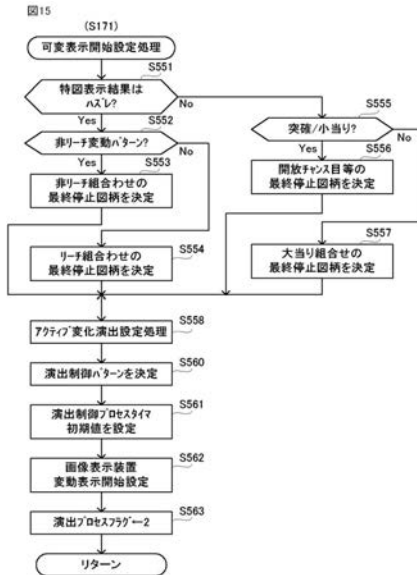 図15
(S171)
可変表示開始設定処理
S551
特図表示結果は
ハズレ?
No
Yes
S552
非リーチ変動パターン?
No
Yes
S553
非リーチ組合わせの
最終停止図柄を決定
S554
リーチ組合わせの
最終停止図柄を決定
S555
突確/小当り?
No
Yes
S556
開放チャンス目等の
最終停止図柄を決定
S557
大当り組合せの
最終停止図柄を決定
S558
アクティブ変化演出設定処理
S560
演出制御パターンを決定
S561
演出制御プロセスタイマ
初期値を設定
S562
画像表示装置
変動表示開始設定
S563
演出プロセスフラグ←2
リターン